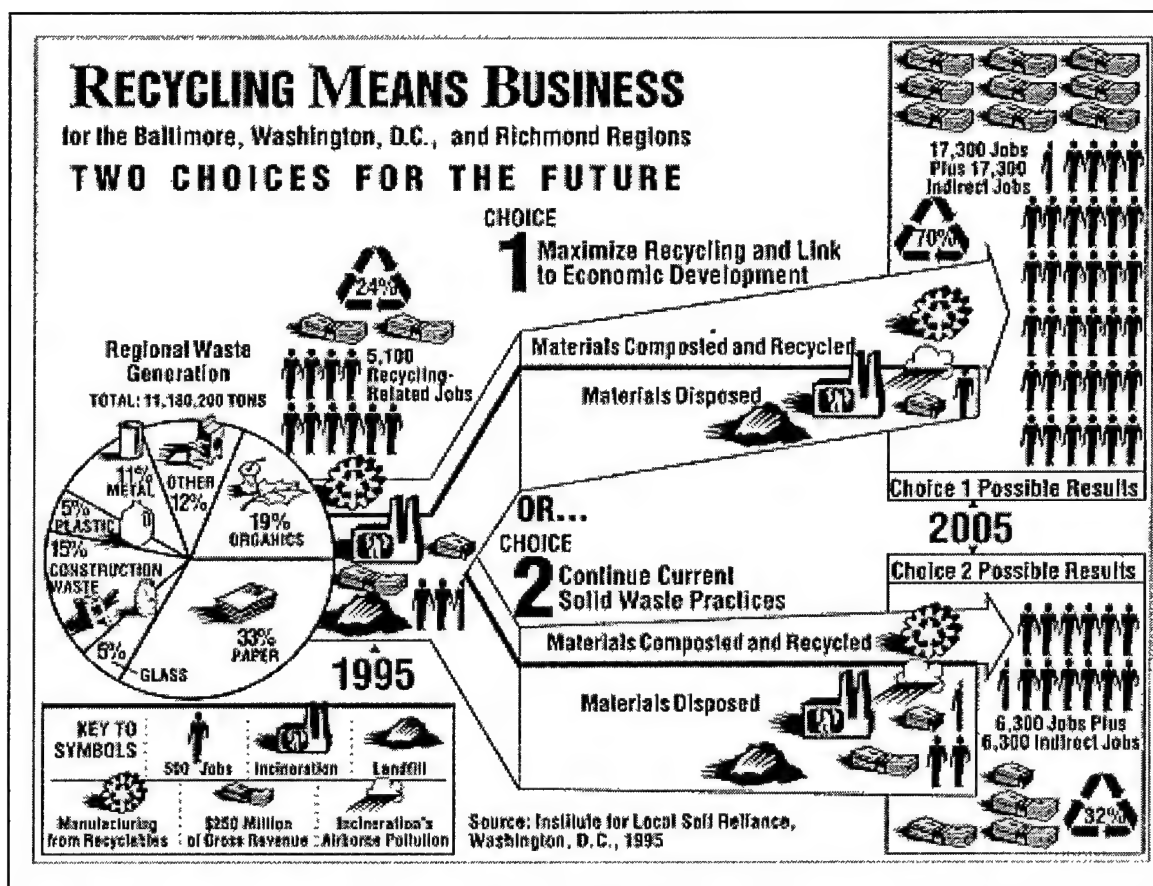 RECYCLING MEANS BUSINESS
for the Baltimore, Washington, D.C., and Richmond Regions
TWO CHOICES FOR THE FUTURE
CHOICE
1 Maximize Recycling and Link
to Economic Development
17,300 Jobs
Plus 17,300
Indirect Jobs
70%
24%
5,100
Recycling-
Related Jobs
Regional Waste
Generation
TOTAL: 11,180,200 TONS
11%
METAL
OTHER
12%
19%
ORGANICS
5%
PLASTIC
15%
CONSTRUCTION
WASTE
5%
GLASS
33%
PAPER
1995
Materials Composted and Recycled
Materials Disposed
Choice 1 Possible Results
2005
OR...
CHOICE
2 Continue Current
Solid Waste Practices
Choice 2 Possible Results
Materials Composted and Recycled
Materials Disposed
6,300 Jobs Plus
6,300 Indirect Jobs
32%
KEY TO
SYMBOLS
500 Jobs
Incineration
Landfill
Manufacturing
from Recyclables
$250 Million
of Gross Revenue
Incineration's
Airborne Pollution
Source: Institute for Local Self Reliance,
Washington, D.C., 1995